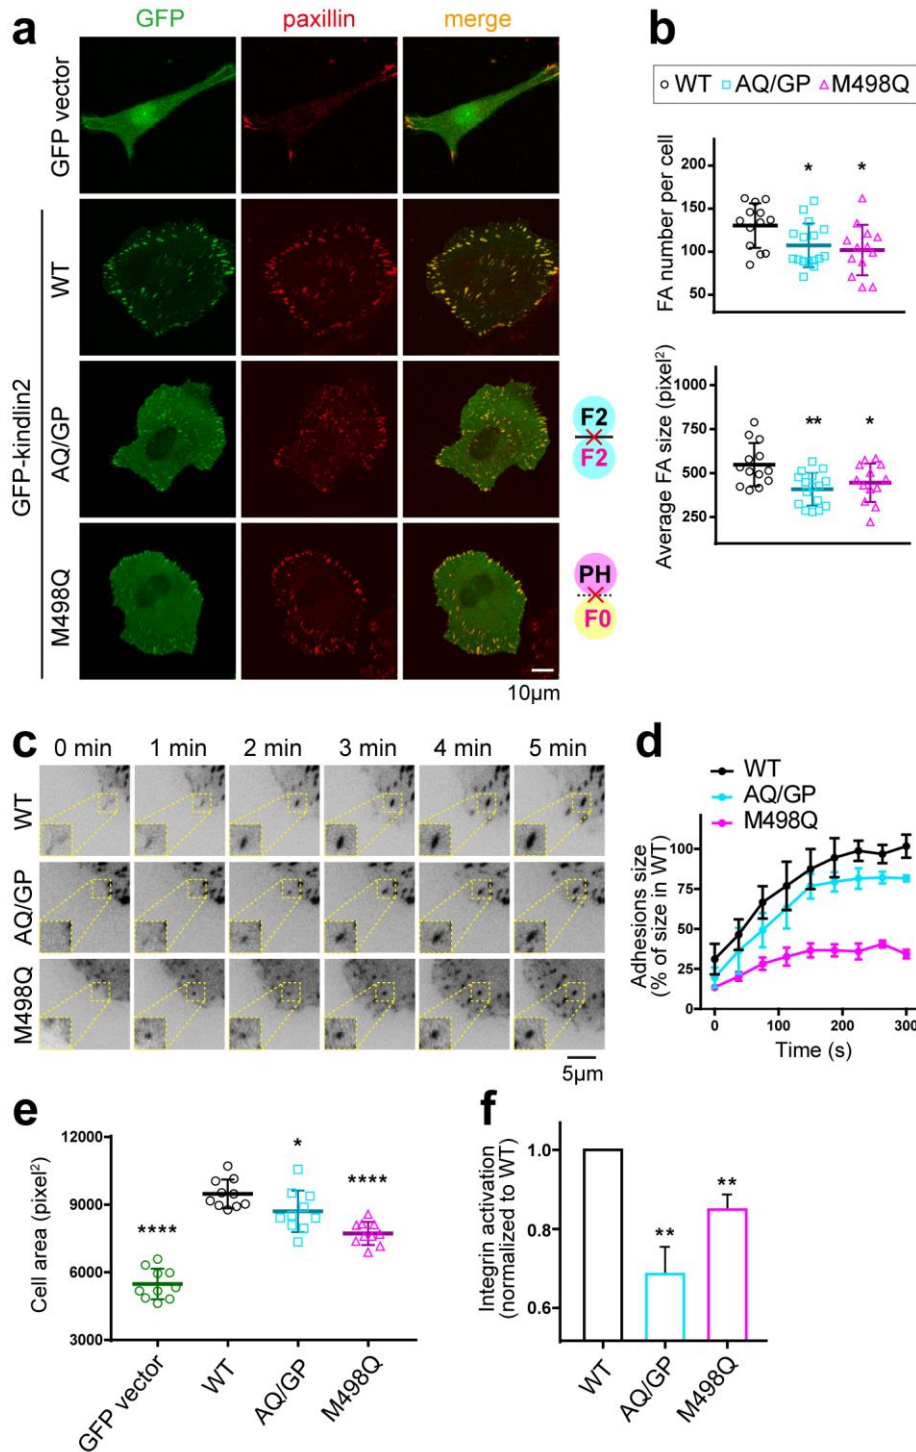 a
GFP paxillin merge
GFP vector
GFP-kindlin2
WT
AQ/GP
M498Q
F2
F2
PH
F0
10μm
b
WT AQ/GP M498Q
FA number per cell
200
150
100
50
* *
Average FA size (pixel²)
1000
750
500
250
** *
c
0 min 1 min 2 min 3 min 4 min 5 min
WT
AQ/GP
M498Q
5μm
d
WT
AQ/GP
M498Q
Adhesions size
(% of size in WT)
100
75
50
25
0
0 100 200 300
Time (s)
e
Cell area (pixel²)
12000
9000
6000
3000
**** * ****
GFP vector WT AQ/GP M498Q
f
Integrin activation
(normalized to WT)
1.0
0.8
0.6
** **
WT AQ/GP M498Q